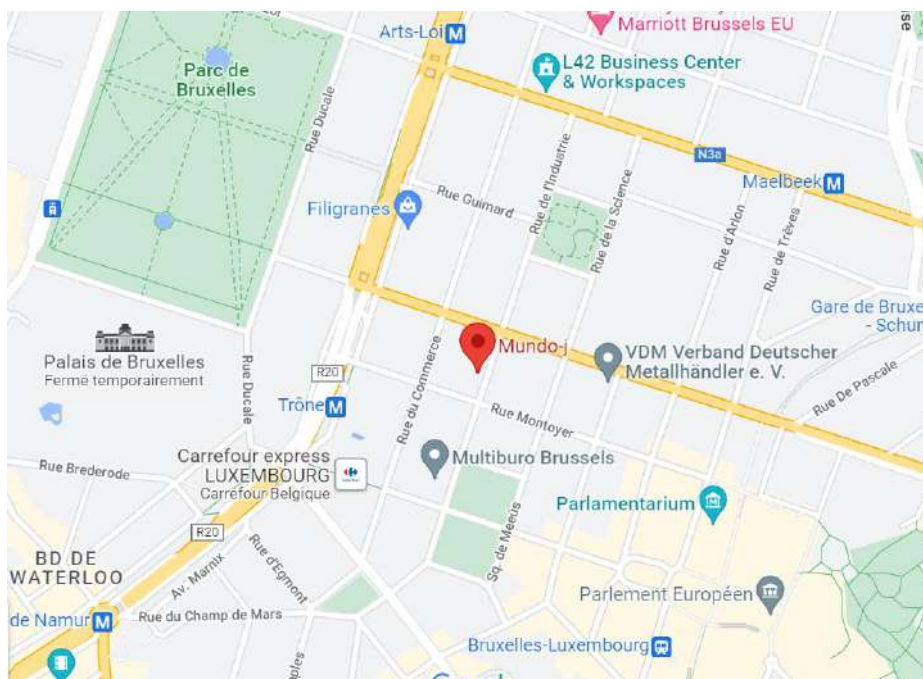 Marriott Brussels EU
Arts-Loi M
L42 Business Center
& Workspaces
Parc de
Bruxelles
Rue Ducale
N3a
Maelbeek M
Rue de l'Industrie
Rue de la Science
Rue Guimard
Filigranes
Rue d'Arlon
Rue de Trèves
Gare de Bruxe
- Schur
Mundo-j
VDM Verband Deutscher
Metallhändler e. V.
Palais de Bruxelles
Fermé temporairement
Rue Ducale
R20
Trône M
Rue du Commerce
Rue De Pascale
Rue Montoyer
Carrefour express
LUXEMBOURG
Carrefour Belgique
Multiburo Brussels
Rue Brederode
Parlamentarium
R20
BD DE
WATERLOO
Rue d'Egmont
Sq. de Meeûs
Av. Marnix
Parlement Européen
de Namur M
Rue du Champ de Mars
Bruxelles-Luxembourg
ples